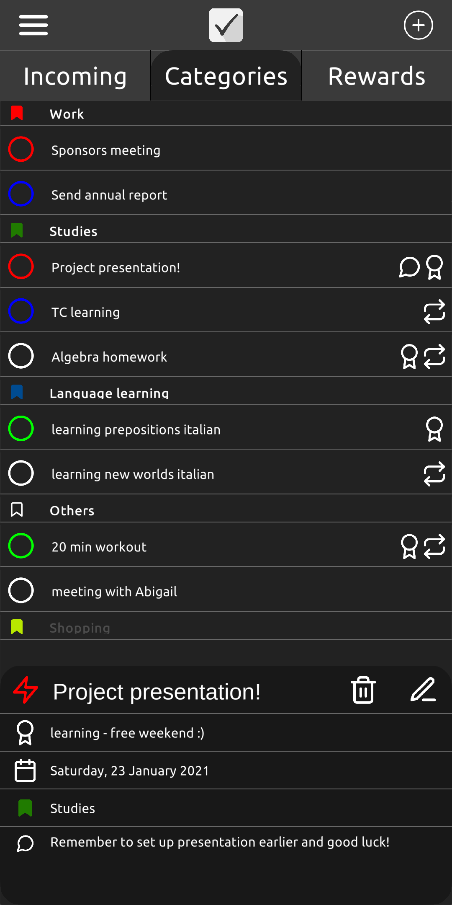 Incoming Categories Rewards
Work
Sponsors meeting
Send annual report
Studies
Project presentation!
TC learning
Algebra homework
Language learning
learning prepositions italian
learning new worlds italian
Others
20 min workout
meeting with Abigail
Shopping
Project presentation!
learning - free weekend :)
Saturday, 23 January 2021
Studies
Remember to set up presentation earlier and good luck!